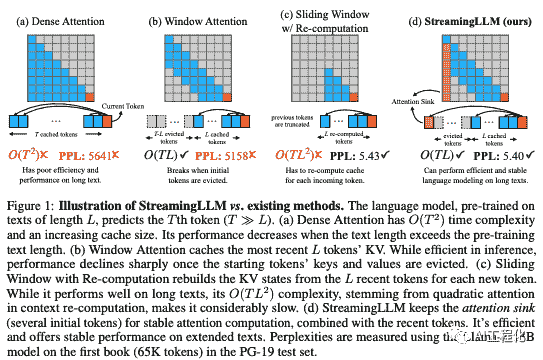 (a) Dense Attention
(b) Window Attention
(c) Sliding Window
w/ Re-computation
(d) StreamingLLM (ours)
Current Token
Attention Sink
T cached tokens
T-L evicted
tokens
L cached
tokens
previous tokens
are truncated
L re-computed
tokens
evicted
tokens
L cached
tokens
O(T²)✗ PPL: 5641✗
O(TL)✓ PPL: 5158✗
O(TL²)✗ PPL: 5.43✓
O(TL)✓ PPL: 5.40✓
Has poor efficiency and
performance on long text.
Breaks when initial
tokens are evicted.
Has to re-compute cache
for each incoming token.
Can perform efficient and stable
language modeling on long texts.
Figure 1: Illustration of StreamingLLM vs. existing methods. The language model, pre-trained on
texts of length L, predicts the Tth token (T ≫ L). (a) Dense Attention has O(T²) time complexity
and an increasing cache size. Its performance decreases when the text length exceeds the pre-training
text length. (b) Window Attention caches the most recent L tokens' KV. While efficient in inference,
performance declines sharply once the starting tokens' keys and values are evicted. (c) Sliding
Window with Re-computation rebuilds the KV states from the L recent tokens for each new token.
While it performs well on long texts, its O(TL²) complexity, stemming from quadratic attention
in context re-computation, makes it considerably slow. (d) StreamingLLM keeps the attention sink
(several initial tokens) for stable attention computation, combined with the recent tokens. It's efficient
and offers stable performance on extended texts. Perplexities are measured using the
model on the first book (65K tokens) in the PG-19 test set.
AI工程化